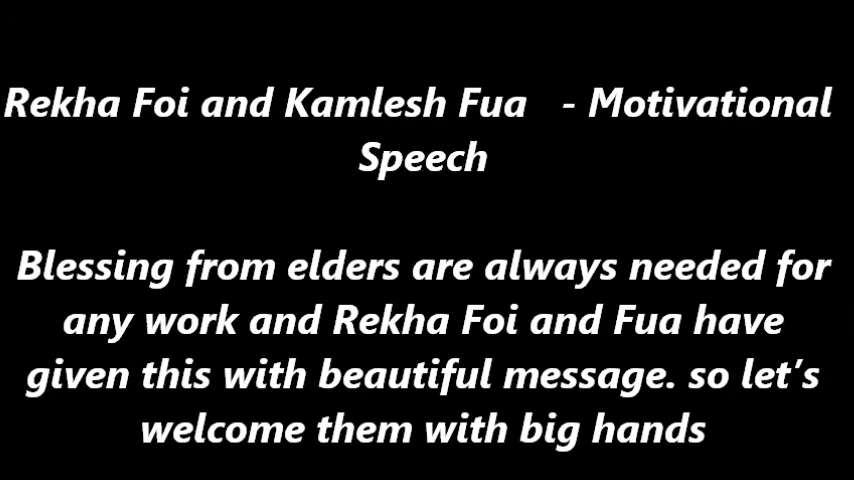 Rekha Foi and Kamlesh Fua - Motivational
Speech
Blessing from elders are always needed for
any work and Rekha Foi and Fua have
given this with beautiful message. so let’s
welcome them with big hands